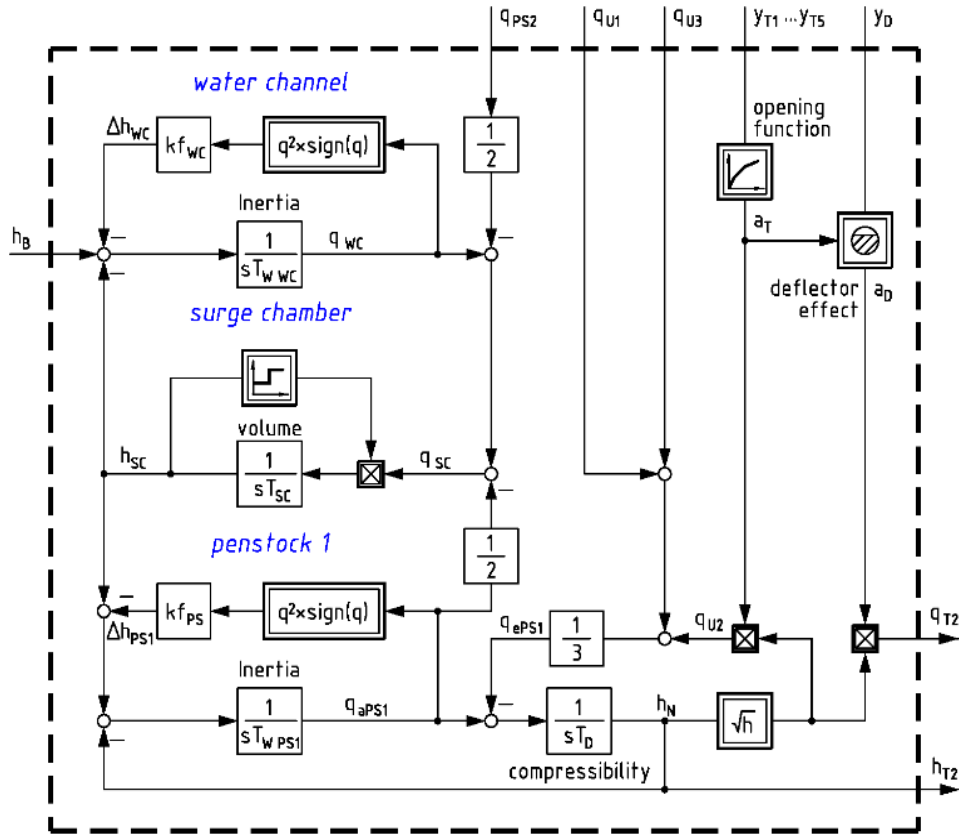 q_PS2 q_U1 q_U3 y_T1 ... y_T5 y_D
water channel
opening
function
Δh_WC kf_WC q²×sign(q) 1/2
Inertia
a_T
h_B 1/(sT_W WC) q_WC
deflector
effect
a_D
surge chamber
volume
h_SC 1/(sT_SC) q_SC
penstock 1
1/2
kf_PS q²×sign(q)
Δh_PS1
q_ePS1 1/3 q_U2 q_T2
Inertia
1/(sT_W PS1) q_aPS1 1/(sT_D) h_N √h
compressibility
h_T2